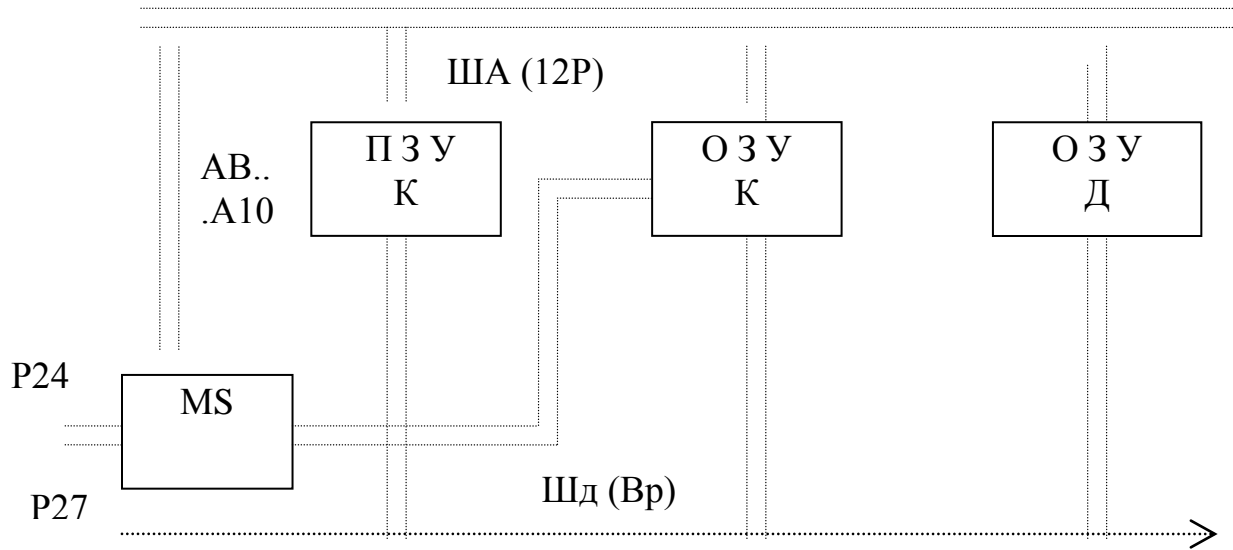 ША (12Р)
П З У
К
О З У
К
О З У
Д
АВ..
.А10
Р24
MS
Шд (Вр)
Р27